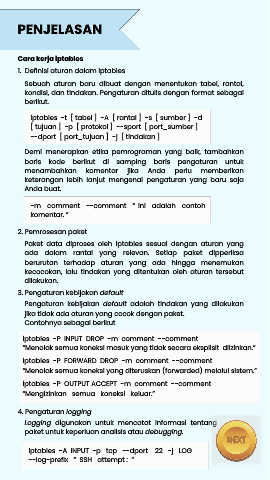 PENJELASAN
Cara kerja Iptables
1. Definisi aturan dalam Iptables
Sebuah aturan baru dibuat dengan menentukan tabel, rantai,
kondisi, dan tindakan. Pengaturan ditulis dengan format sebagai
berikut.
Iptables -t [ tabel ] -A [ rantai ] -s [ sumber ] -d
[ tujuan ] -p [ protokol ] --sport [ port_sumber ]
--dport [ port_tujuan ] -j [ tindakan ]
Demi menerapkan etika pemrograman yang baik, tambahkan
baris kode berikut di samping baris pengaturan untuk
menambahkan komentar jika Anda perlu memberikan
keterangan lebih lanjut mengenai pengaturan yang baru saja
Anda buat.
-m comment --comment " Ini adalah contoh
komentar. "
2. Pemrosesan paket
Paket data diproses oleh Iptables sesuai dengan aturan yang
ada dalam rantai yang relevan. Setiap paket dipperiksa
berurutan terhadap aturan yang ada hingga menemukan
kecocokan, lalu tindakan yang ditentukan oleh aturan tersebut
dilakukan.
3. Pengaturan kebijakan default
Pengaturan kebijakan default adalah tindakan yang dilakukan
jika tidak ada aturan yang cocok dengan paket.
Contohnya sebagai berikut
Iptables -P INPUT DROP -m comment --comment
"Menolak semua koneksi masuk yang tidak secara eksplisit diizinkan."
Iptables -P FORWARD DROP -m comment --comment
"Menolak semua koneksi yang diteruskan (forwarded) melalui sistem."
Iptables -P OUTPUT ACCEPT -m comment --comment
"Mengizinkan semua koneksi keluar."
4. Pengaturan logging
Logging digunakan untuk mencatat informasi tentang
paket untuk keperluan analisis atau debugging.
Iptables -A INPUT -p tcp --dport 22 -j LOG
--log-prefix " SSH attempt : "
NEXT